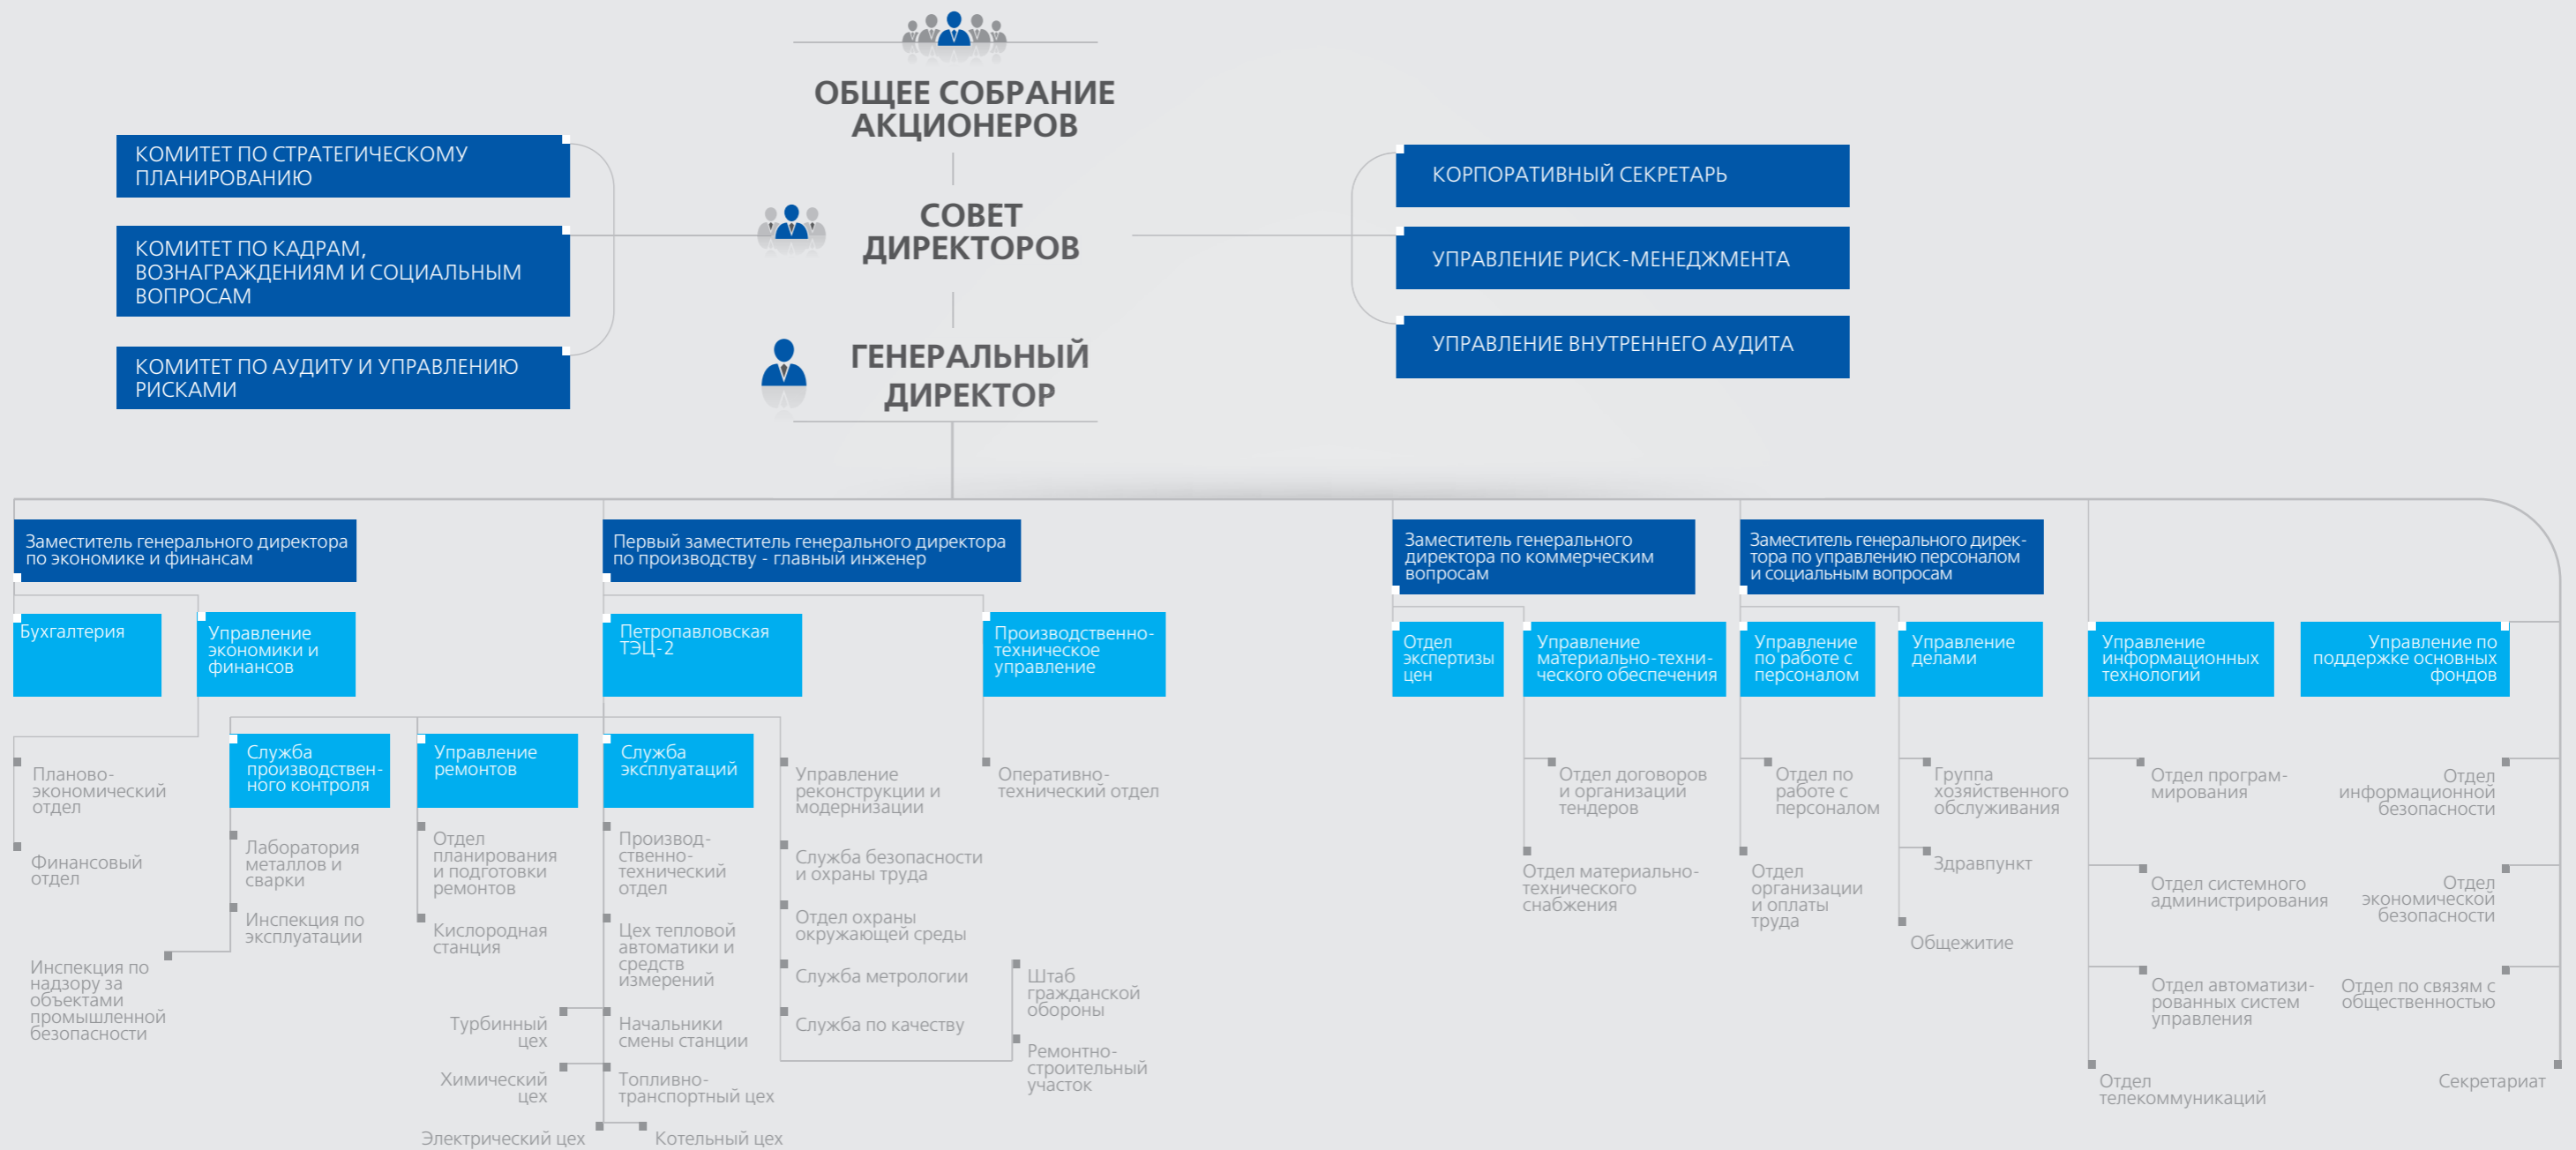 ОБЩЕЕ СОБРАНИЕ
АКЦИОНЕРОВ
КОМИТЕТ ПО СТРАТЕГИЧЕСКОМУ
ПЛАНИРОВАНИЮ
КОМИТЕТ ПО КАДРАМ,
ВОЗНАГРАЖДЕНИЯМ И СОЦИАЛЬНЫМ
ВОПРОСАМ
КОМИТЕТ ПО АУДИТУ И УПРАВЛЕНИЮ
РИСКАМИ
СОВЕТ
ДИРЕКТОРОВ
ГЕНЕРАЛЬНЫЙ
ДИРЕКТОР
КОРПОРАТИВНЫЙ СЕКРЕТАРЬ
УПРАВЛЕНИЕ РИСК-МЕНЕДЖМЕНТА
УПРАВЛЕНИЕ ВНУТРЕННЕГО АУДИТА
Заместитель генерального директора
по экономике и финансам
Бухгалтерия
Управление
экономики и
финансов
Планово-
экономический
отдел
Финансовый
отдел
Первый заместитель генерального директора
по производству - главный инженер
Петропавловская
ТЭЦ-2
Производственно-
техническое
управление
Служба
производствен-
ного контроля
Лаборатория
металлов и
сварки
Инспекция по
эксплуатации
Инспекция по
надзору за
объектами
промышленной
безопасности
Управление
ремонтов
Отдел
планирования
и подготовки
ремонтов
Кислородная
станция
Служба
эксплуатаций
Производ-
ственно-
технический
отдел
Цех тепловой
автоматики и
средств
измерений
Турбинный
цех
Начальники
смены станции
Химический
цех
Топливно-
транспортный цех
Электрический цех
Котельный цех
Управление
реконструкции и
модернизации
Служба безопасности
и охраны труда
Отдел охраны
окружающей среды
Служба метрологии
Служба по качеству
Штаб
гражданской
обороны
Ремонтно-
строительный
участок
Оперативно-
технический отдел
Заместитель генерального
директора по коммерческим
вопросам
Отдел
экспертизы
цен
Управление
материально-техни-
ческого обеспечения
Отдел договоров
и организаций
тендеров
Отдел материально-
технического
снабжения
Заместитель генерального дирек-
тора по управлению персоналом
и социальным вопросам
Управление
по работе с
персоналом
Управление
делами
Отдел по
работе с
персоналом
Отдел
организации
и оплаты
труда
Группа
хозяйственного
обслуживания
Здравпункт
Общежитие
Управление
информационных
технологий
Отдел програм-
мирования
Отдел системного
администрирования
Отдел автоматизи-
рованных систем
управления
Отдел
телекоммуникаций
Управление по
поддержке основных
фондов
Отдел
информационной
безопасности
Отдел
экономической
безопасности
Отдел по связям с
общественностью
Секретариат